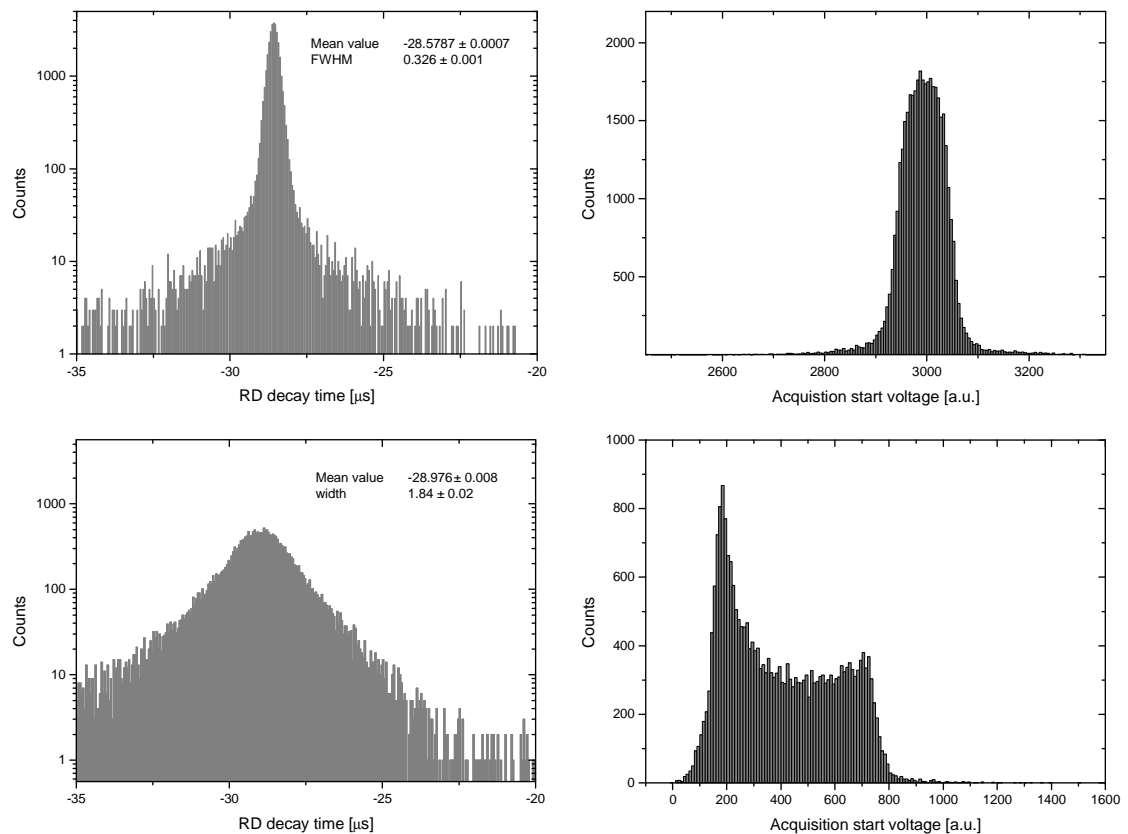 Mean value -28.5787 ± 0.0007
FWHM 0.326 ± 0.001
1000
100
10
1
Counts
-35 -30 -25 -20
RD decay time [μs]
2000
1500
1000
500
Counts
2600 2800 3000 3200
Acquistion start voltage [a.u.]
Mean value -28.976± 0.008
width 1.84 ± 0.02
1000
100
10
1
Counts
-35 -30 -25 -20
RD decay time [μs]
1000
800
600
400
200
0
Counts
0 200 400 600 800 1000 1200 1400 1600
Acquistion start voltage [a.u.]